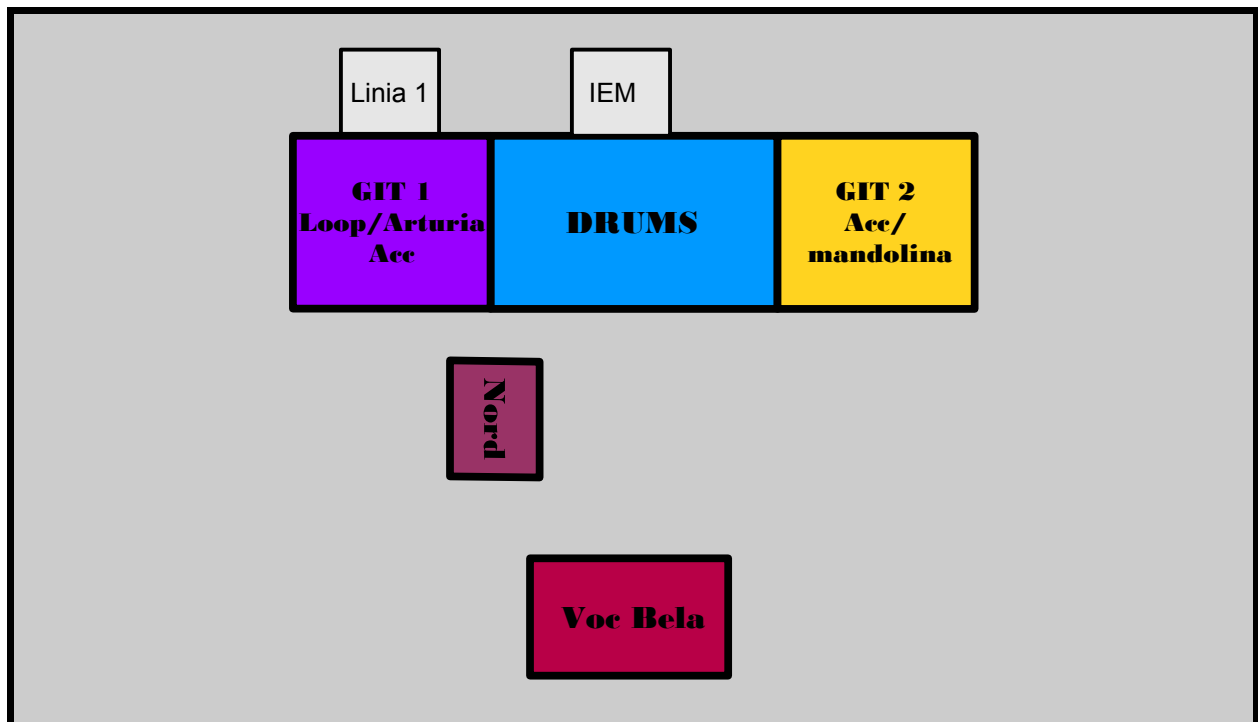 Linia 1
IEM
GIT 1
Loop/Arturia
Acc
DRUMS
GIT 2
Acc/
mandolina
Nord
Voc Bela